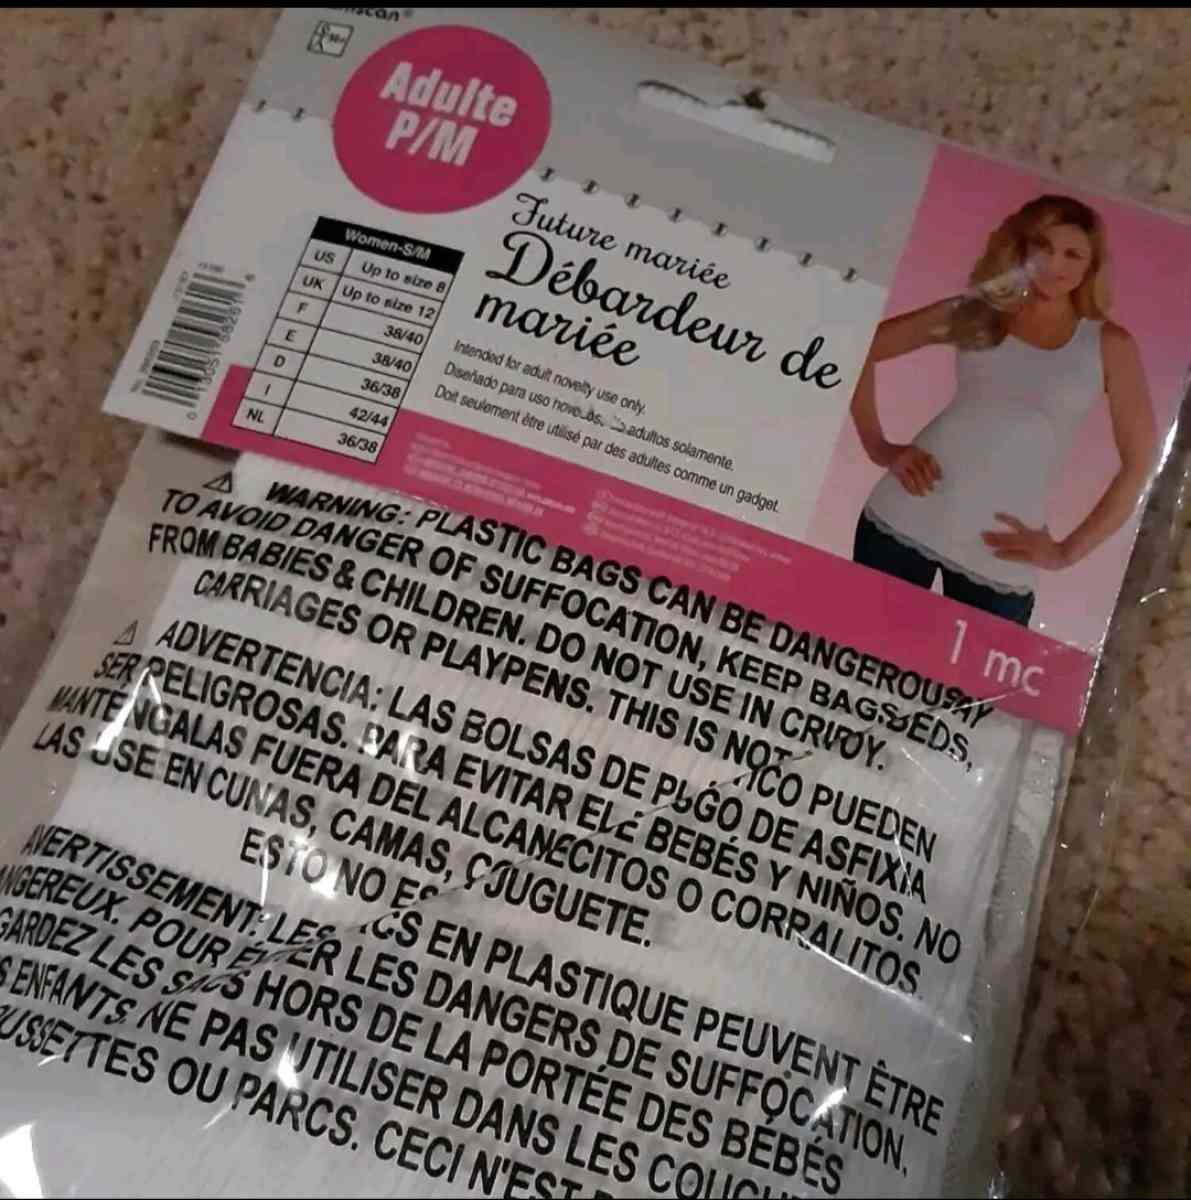 Adulte
P/M
Future mariée
Débardeur de
mariée
Women-S/M
US Up to size 8
UK Up to size 12
F 38/40
E 38/40
D 36/38
I 42/44
NL 36/38
Intended for adult novelty use only.
Diseñado para uso adultos solamente.
Doit seulement être utilisé par des adultes comme un gadget.
1 mc
WARNING: PLASTIC BAGS CAN BE DANGEROUS.
TO AVOID DANGER OF SUFFOCATION, KEEP BAGS AWAY
FROM BABIES & CHILDREN. DO NOT USE IN CRIBS, BEDS,
CARRIAGES OR PLAYPENS. THIS IS NOT TOY.
ADVERTENCIA: LAS BOLSAS DE PUEDEN
SER PELIGROSAS. PARA EVITAR EL DE ASFIXIA
MANTENGALAS FUERA DEL ALCANCE BEBÉS Y NIÑOS. NO
LAS USE EN CUNAS, CAMAS, O CORRALITOS.
ESTO NO ES JUGUETE.
AVERTISSEMENT: LES EN PLASTIQUE PEUVENT ÊTRE
DANGEREUX. POUR ÉVITER LES DANGERS DE SUFFOCATION,
GARDEZ LES SACS HORS DE LA PORTÉE DES BÉBÉS
ENFANTS NE PAS UTILISER DANS LES
OU PARCS. CECI N'EST